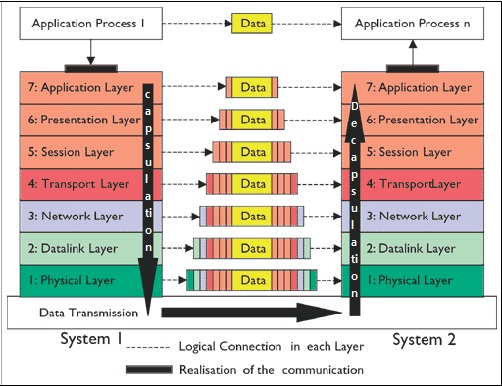 Application Process 1
Data
Application Process n
7: Application Layer
Data
7: Application Layer
6: Presentation Layer
Data
6: Presentation Layer
5: Session Layer
Data
5: Session Layer
4: Transport Layer
Data
4: TransportLayer
3: Network Layer
Data
3: Network Layer
2: Datalink Layer
Data
2: Datalink Layer
1: Physical Layer
Data
1: Physical Layer
capsulation
Decapsulation
Data Transmission
System 1
System 2
Logical Connection in each Layer
Realisation of the communication